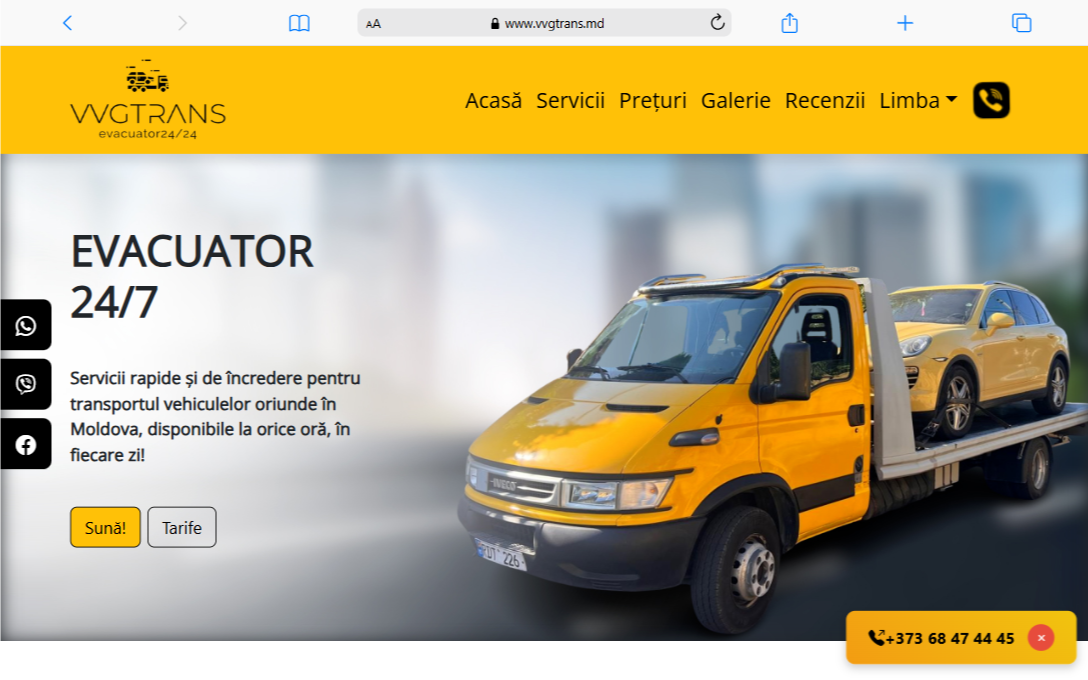 AA
www.vvgtrans.md
VVGTRANS
evacuator24/24
Acasă Servicii Prețuri Galerie Recenzii Limba
EVACUATOR
24/7
Servicii rapide și de încredere pentru
transportul vehiculelor oriunde în
Moldova, disponibile la orice oră, în
fiecare zi!
Sună! Tarife
IVECO
+373 68 47 44 45